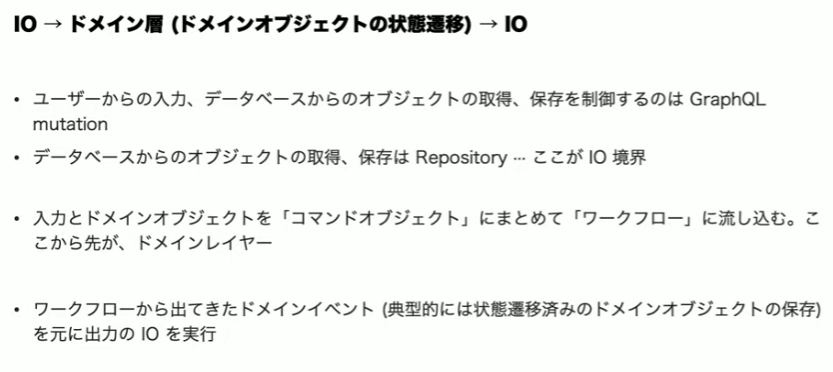 IO → ドメイン層 (ドメインオブジェクトの状態遷移) → IO
• ユーザーからの入力、データベースからのオブジェクトの取得、保存を制御するのは GraphQL
mutation
• データベースからのオブジェクトの取得、保存は Repository … ここが IO 境界
• 入力とドメインオブジェクトを「コマンドオブジェクト」にまとめて「ワークフロー」に流し込む。こ
こから先が、ドメインレイヤー
• ワークフローから出てきたドメインイベント (典型的には状態遷移済みのドメインオブジェクトの保存)
を元に出力の IO を実行